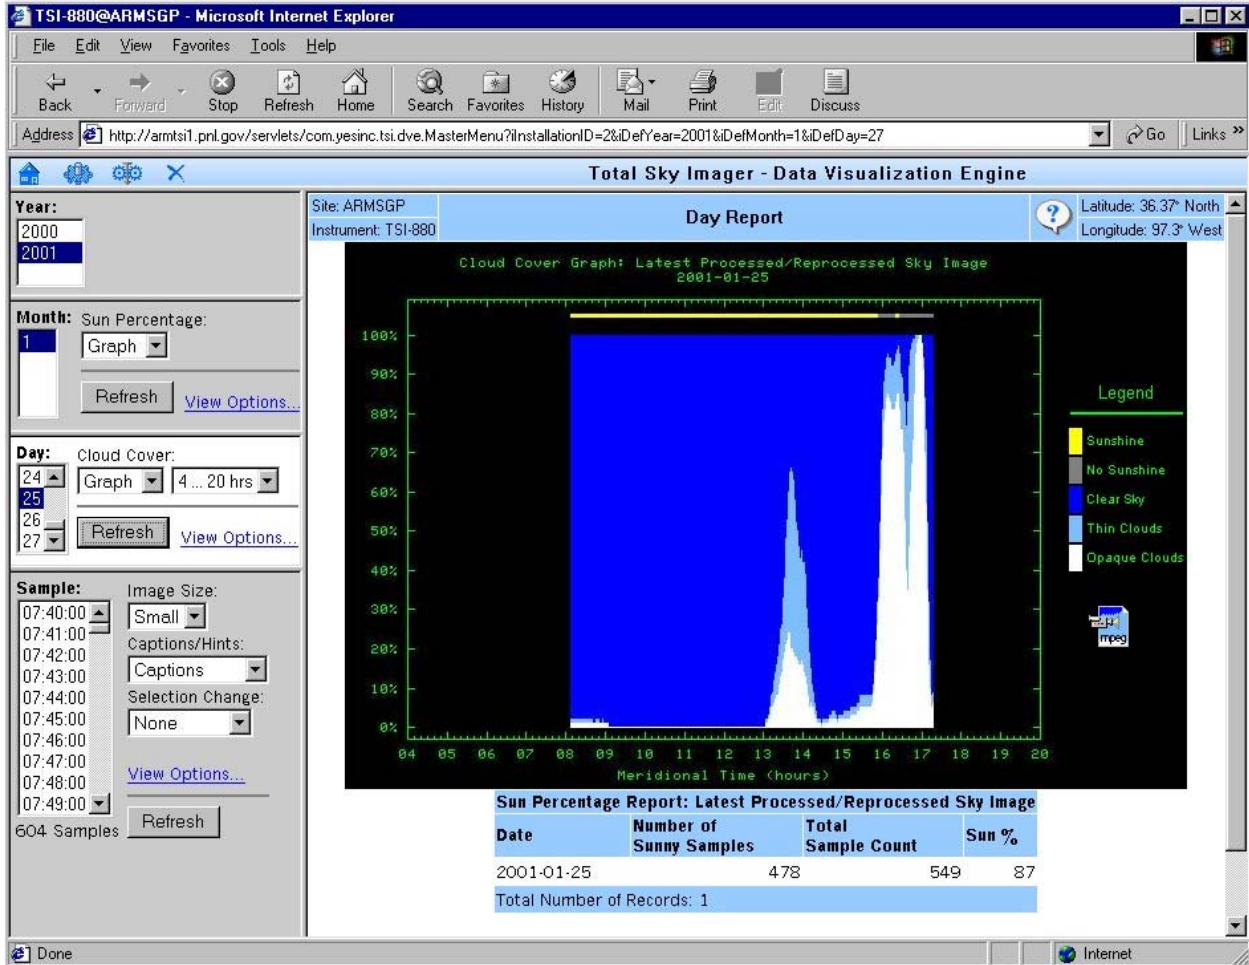 TSI-880@ARMSGP - Microsoft Internet Explorer
File Edit View Favorites Tools Help
Back Forward Stop Refresh Home Search Favorites History Mail Print Edit Discuss
Address http://armtsi1.pnl.gov/servlets/com.yesinc.tsi.dve.MasterMenu?iInstallationID=2&iDefYear=2001&iDefMonth=1&iDefDay=27 Go Links »
Total Sky Imager - Data Visualization Engine
Year:
2000
2001
Month: Sun Percentage:
1 Graph
Refresh View Options...
Day: Cloud Cover:
24 Graph 4 ... 20 hrs
25
26 Refresh View Options...
27
Sample: Image Size:
07:40:00 Small
07:41:00 Captions/Hints:
07:42:00 Captions
07:43:00
07:44:00 Selection Change:
07:45:00 None
07:46:00
07:47:00
07:48:00 View Options...
07:49:00
604 Samples Refresh
Site: ARMSGP
Instrument: TSI-880
Day Report
?
Latitude: 36.37° North
Longitude: 97.3° West
Cloud Cover Graph: Latest Processed/Reprocessed Sky Image
2001-01-25
100%
90%
80%
70%
60%
50%
40%
30%
20%
10%
0%
04 05 06 07 08 09 10 11 12 13 14 15 16 17 18 19 20
Meridional Time (hours)
Legend
Sunshine
No Sunshine
Clear Sky
Thin Clouds
Opaque Clouds
mpeg
Sun Percentage Report: Latest Processed/Reprocessed Sky Image
Date Number of Sunny Samples Total Sample Count Sun %
2001-01-25 478 549 87
Total Number of Records: 1
Done Internet